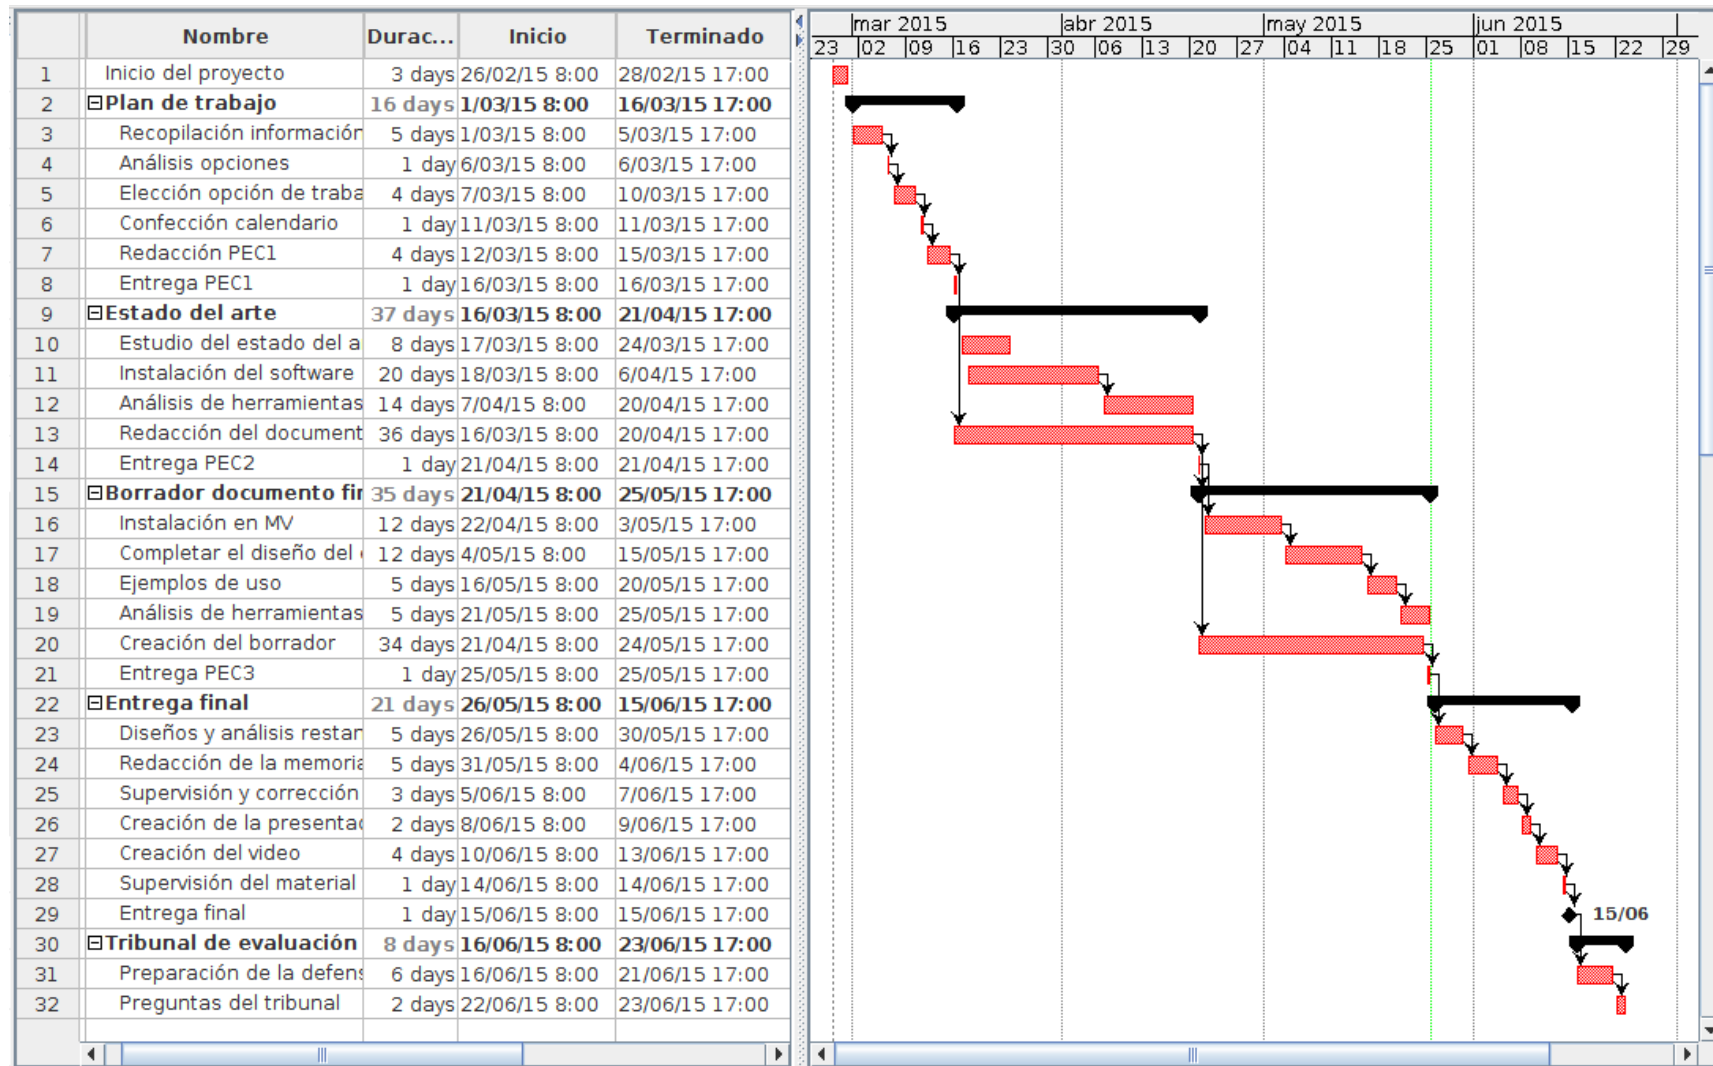 Nombre Durac... Inicio Terminado
mar 2015 abr 2015 may 2015 jun 2015
23 02 09 16 23 30 06 13 20 27 04 11 18 25 01 08 15 22 29
1 Inicio del proyecto 3 days 26/02/15 8:00 28/02/15 17:00
2 Plan de trabajo 16 days 1/03/15 8:00 16/03/15 17:00
3 Recopilación información 5 days 1/03/15 8:00 5/03/15 17:00
4 Análisis opciones 1 day 6/03/15 8:00 6/03/15 17:00
5 Elección opción de traba 4 days 7/03/15 8:00 10/03/15 17:00
6 Confección calendario 1 day 11/03/15 8:00 11/03/15 17:00
7 Redacción PEC1 4 days 12/03/15 8:00 15/03/15 17:00
8 Entrega PEC1 1 day 16/03/15 8:00 16/03/15 17:00
9 Estado del arte 37 days 16/03/15 8:00 21/04/15 17:00
10 Estudio del estado del a 8 days 17/03/15 8:00 24/03/15 17:00
11 Instalación del software 20 days 18/03/15 8:00 6/04/15 17:00
12 Análisis de herramientas 14 days 7/04/15 8:00 20/04/15 17:00
13 Redacción del document 36 days 16/03/15 8:00 20/04/15 17:00
14 Entrega PEC2 1 day 21/04/15 8:00 21/04/15 17:00
15 Borrador documento fin 35 days 21/04/15 8:00 25/05/15 17:00
16 Instalación en MV 12 days 22/04/15 8:00 3/05/15 17:00
17 Completar el diseño del 12 days 4/05/15 8:00 15/05/15 17:00
18 Ejemplos de uso 5 days 16/05/15 8:00 20/05/15 17:00
19 Análisis de herramientas 5 days 21/05/15 8:00 25/05/15 17:00
20 Creación del borrador 34 days 21/04/15 8:00 24/05/15 17:00
21 Entrega PEC3 1 day 25/05/15 8:00 25/05/15 17:00
22 Entrega final 21 days 26/05/15 8:00 15/06/15 17:00
23 Diseños y análisis restan 5 days 26/05/15 8:00 30/05/15 17:00
24 Redacción de la memoria 5 days 31/05/15 8:00 4/06/15 17:00
25 Supervisión y corrección 3 days 5/06/15 8:00 7/06/15 17:00
26 Creación de la presentac 2 days 8/06/15 8:00 9/06/15 17:00
27 Creación del video 4 days 10/06/15 8:00 13/06/15 17:00
28 Supervisión del material 1 day 14/06/15 8:00 14/06/15 17:00
29 Entrega final 1 day 15/06/15 8:00 15/06/15 17:00 15/06
30 Tribunal de evaluación 8 days 16/06/15 8:00 23/06/15 17:00
31 Preparación de la defens 6 days 16/06/15 8:00 21/06/15 17:00
32 Preguntas del tribunal 2 days 22/06/15 8:00 23/06/15 17:00